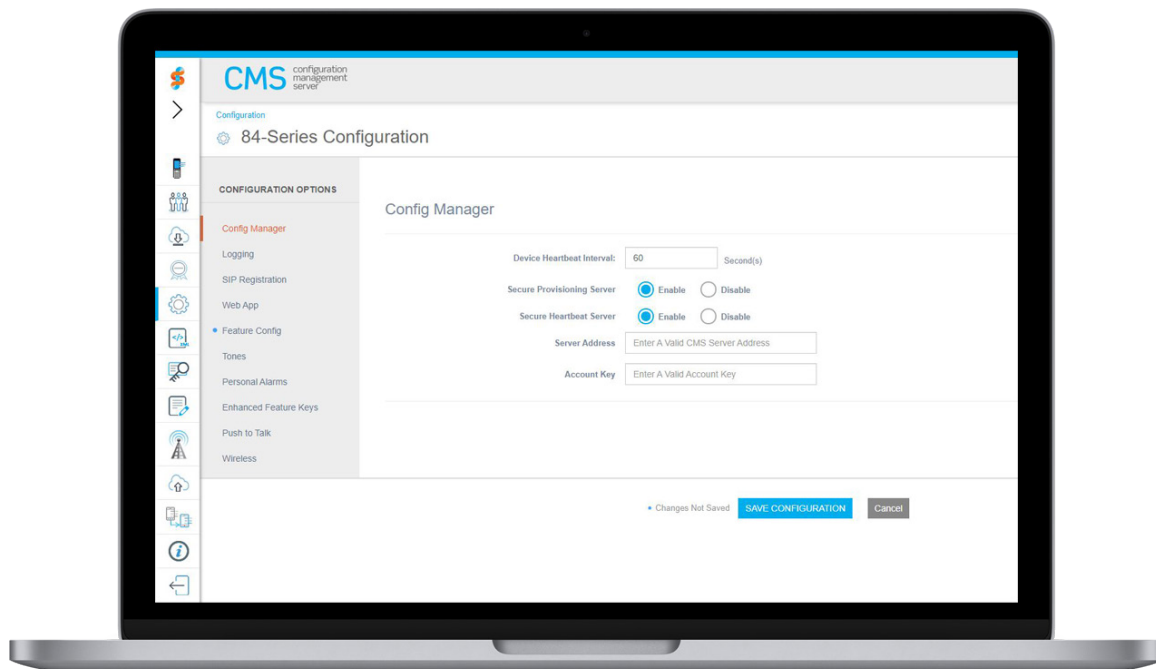 CMS configuration
management
server
Configuration
84-Series Configuration
CONFIGURATION OPTIONS
Config Manager
Logging
SIP Registration
Web App
Feature Config
Tones
Personal Alarms
Enhanced Feature Keys
Push to Talk
Wireless
Config Manager
Device Heartbeat Interval: 60 Second(s)
Secure Provisioning Server Enable Disable
Secure Heartbeat Server Enable Disable
Server Address Enter A Valid CMS Server Address
Account Key Enter A Valid Account Key
• Changes Not Saved SAVE CONFIGURATION Cancel